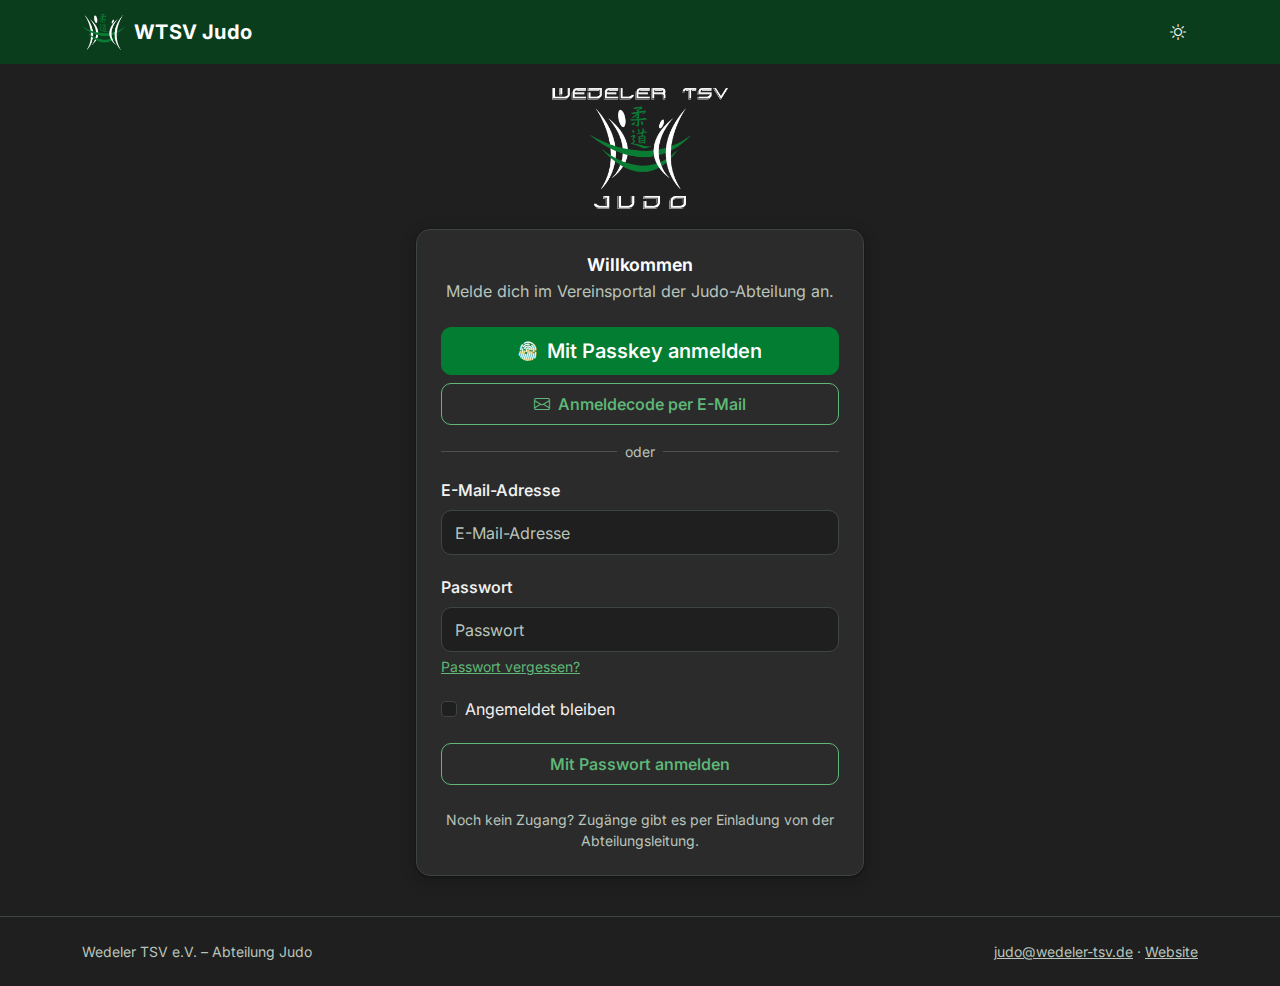 WTSV Judo
WEDELER TSV
柔
道
JUDO
Willkommen
Melde dich im Vereinsportal der Judo-Abteilung an.
Mit Passkey anmelden
Anmeldecode per E-Mail
oder
E-Mail-Adresse
E-Mail-Adresse
Passwort
Passwort
Passwort vergessen?
Angemeldet bleiben
Mit Passwort anmelden
Noch kein Zugang? Zugänge gibt es per Einladung von der
Abteilungsleitung.
Wedeler TSV e.V. – Abteilung Judo
judo@wedeler-tsv.de · Website